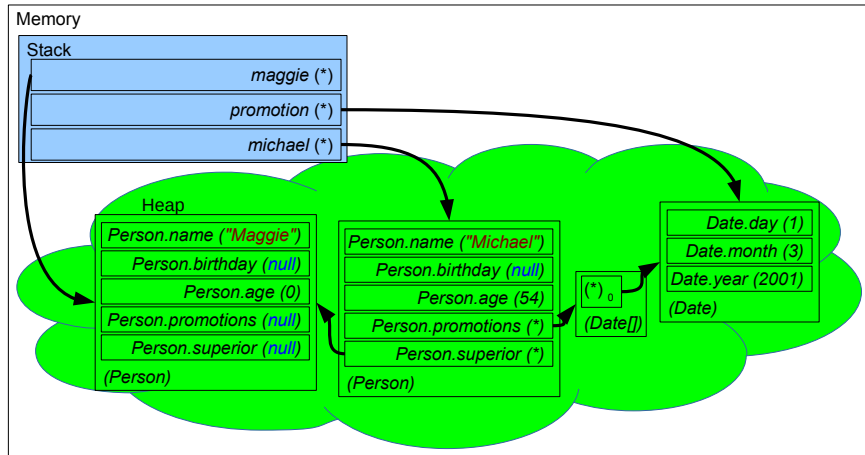 Memory
Stack
maggie (*)
promotion (*)
michael (*)
Heap
Person.name ("Maggie")
Person.birthday (null)
Person.age (0)
Person.promotions (null)
Person.superior (null)
(Person)
Person.name ("Michael")
Person.birthday (null)
Person.age (54)
Person.promotions (*)
Person.superior (*)
(Person)
(*) 0
(Date[])
Date.day (1)
Date.month (3)
Date.year (2001)
(Date)